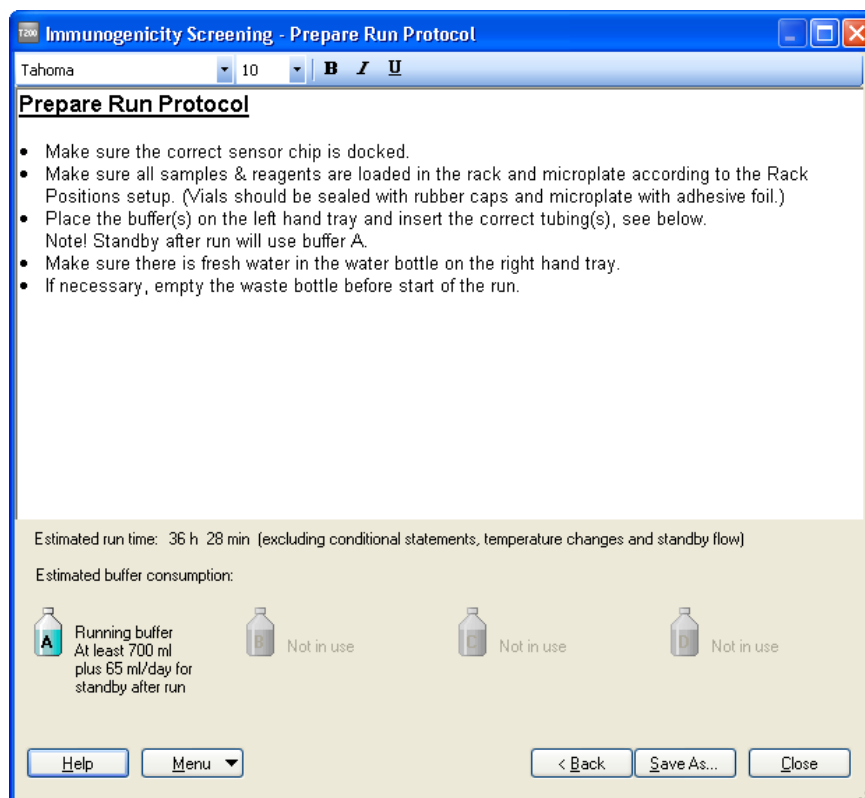 T200 Immunogenicity Screening - Prepare Run Protocol
Tahoma 10 B I U
Prepare Run Protocol
• Make sure the correct sensor chip is docked.
• Make sure all samples & reagents are loaded in the rack and microplate according to the Rack
Positions setup. (Vials should be sealed with rubber caps and microplate with adhesive foil.)
• Place the buffer(s) on the left hand tray and insert the correct tubing(s), see below.
Note! Standby after run will use buffer A.
• Make sure there is fresh water in the water bottle on the right hand tray.
• If necessary, empty the waste bottle before start of the run.
Estimated run time: 36 h 28 min (excluding conditional statements, temperature changes and standby flow)
Estimated buffer consumption:
A
Running buffer
At least 700 ml
plus 65 ml/day for
standby after run
B Not in use
C Not in use
D Not in use
Help Menu < Back Save As... Close